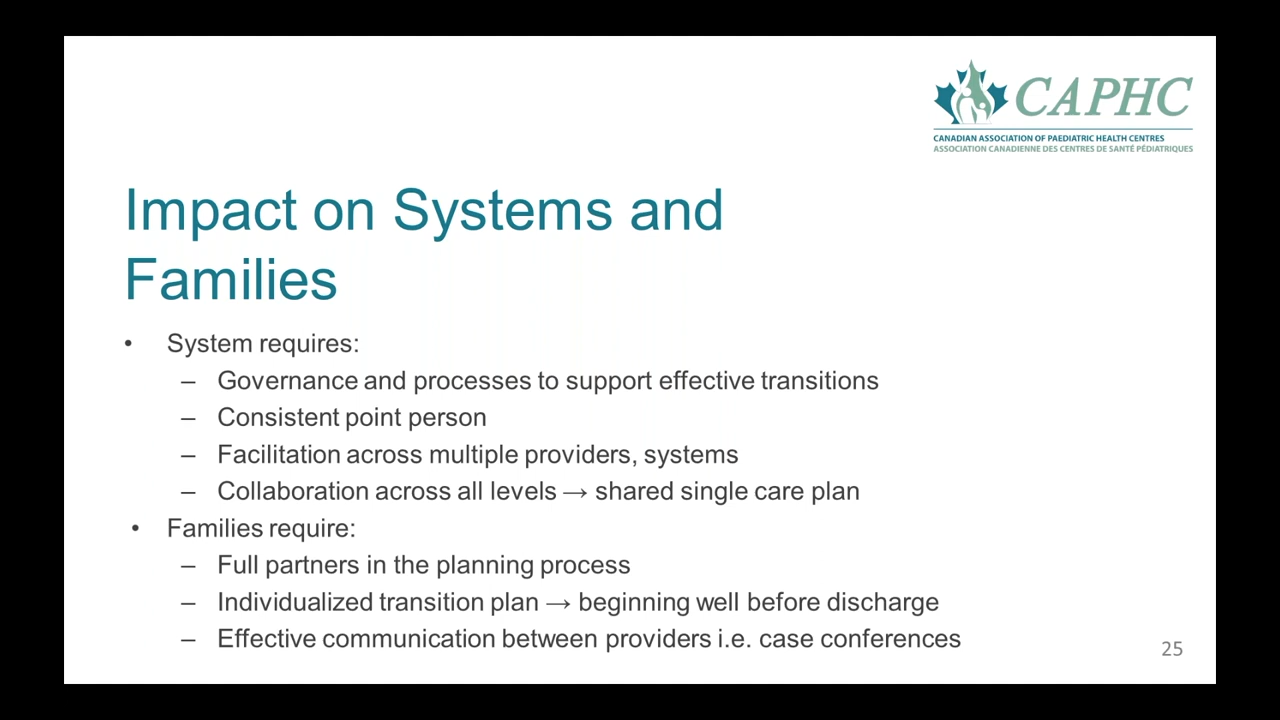 CAPHC
CANADIAN ASSOCIATION OF PAEDIATRIC HEALTH CENTRES
ASSOCIATION CANADIENNE DES CENTRES DE SANTÉ PÉDIATRIQUES
Impact on Systems and
Families
• System requires:
– Governance and processes to support effective transitions
– Consistent point person
– Facilitation across multiple providers, systems
– Collaboration across all levels → shared single care plan
• Families require:
– Full partners in the planning process
– Individualized transition plan → beginning well before discharge
– Effective communication between providers i.e. case conferences
25